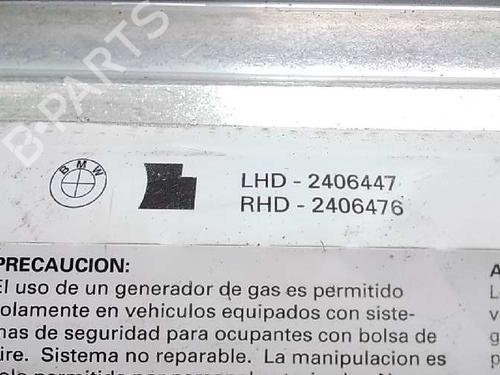 B-PARTS
BMW
LHD - 2406447
RHD - 2406476
PRECAUCION:
El uso de un generador de gas es permitido
solamente en vehiculos equipados con siste-
mas de seguridad para ocupantes con bolsa de
aire. Sistema no reparable. La manipulacion es